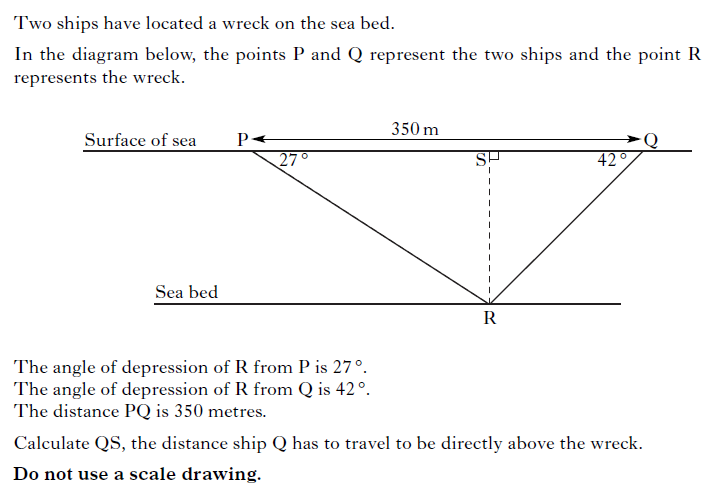 Two ships have located a wreck on the sea bed.
In the diagram below, the points P and Q represent the two ships and the point R
represents the wreck.
350 m
Surface of sea P Q
27° S 42°
Sea bed
R
The angle of depression of R from P is 27°.
The angle of depression of R from Q is 42°.
The distance PQ is 350 metres.
Calculate QS, the distance ship Q has to travel to be directly above the wreck.
Do not use a scale drawing.